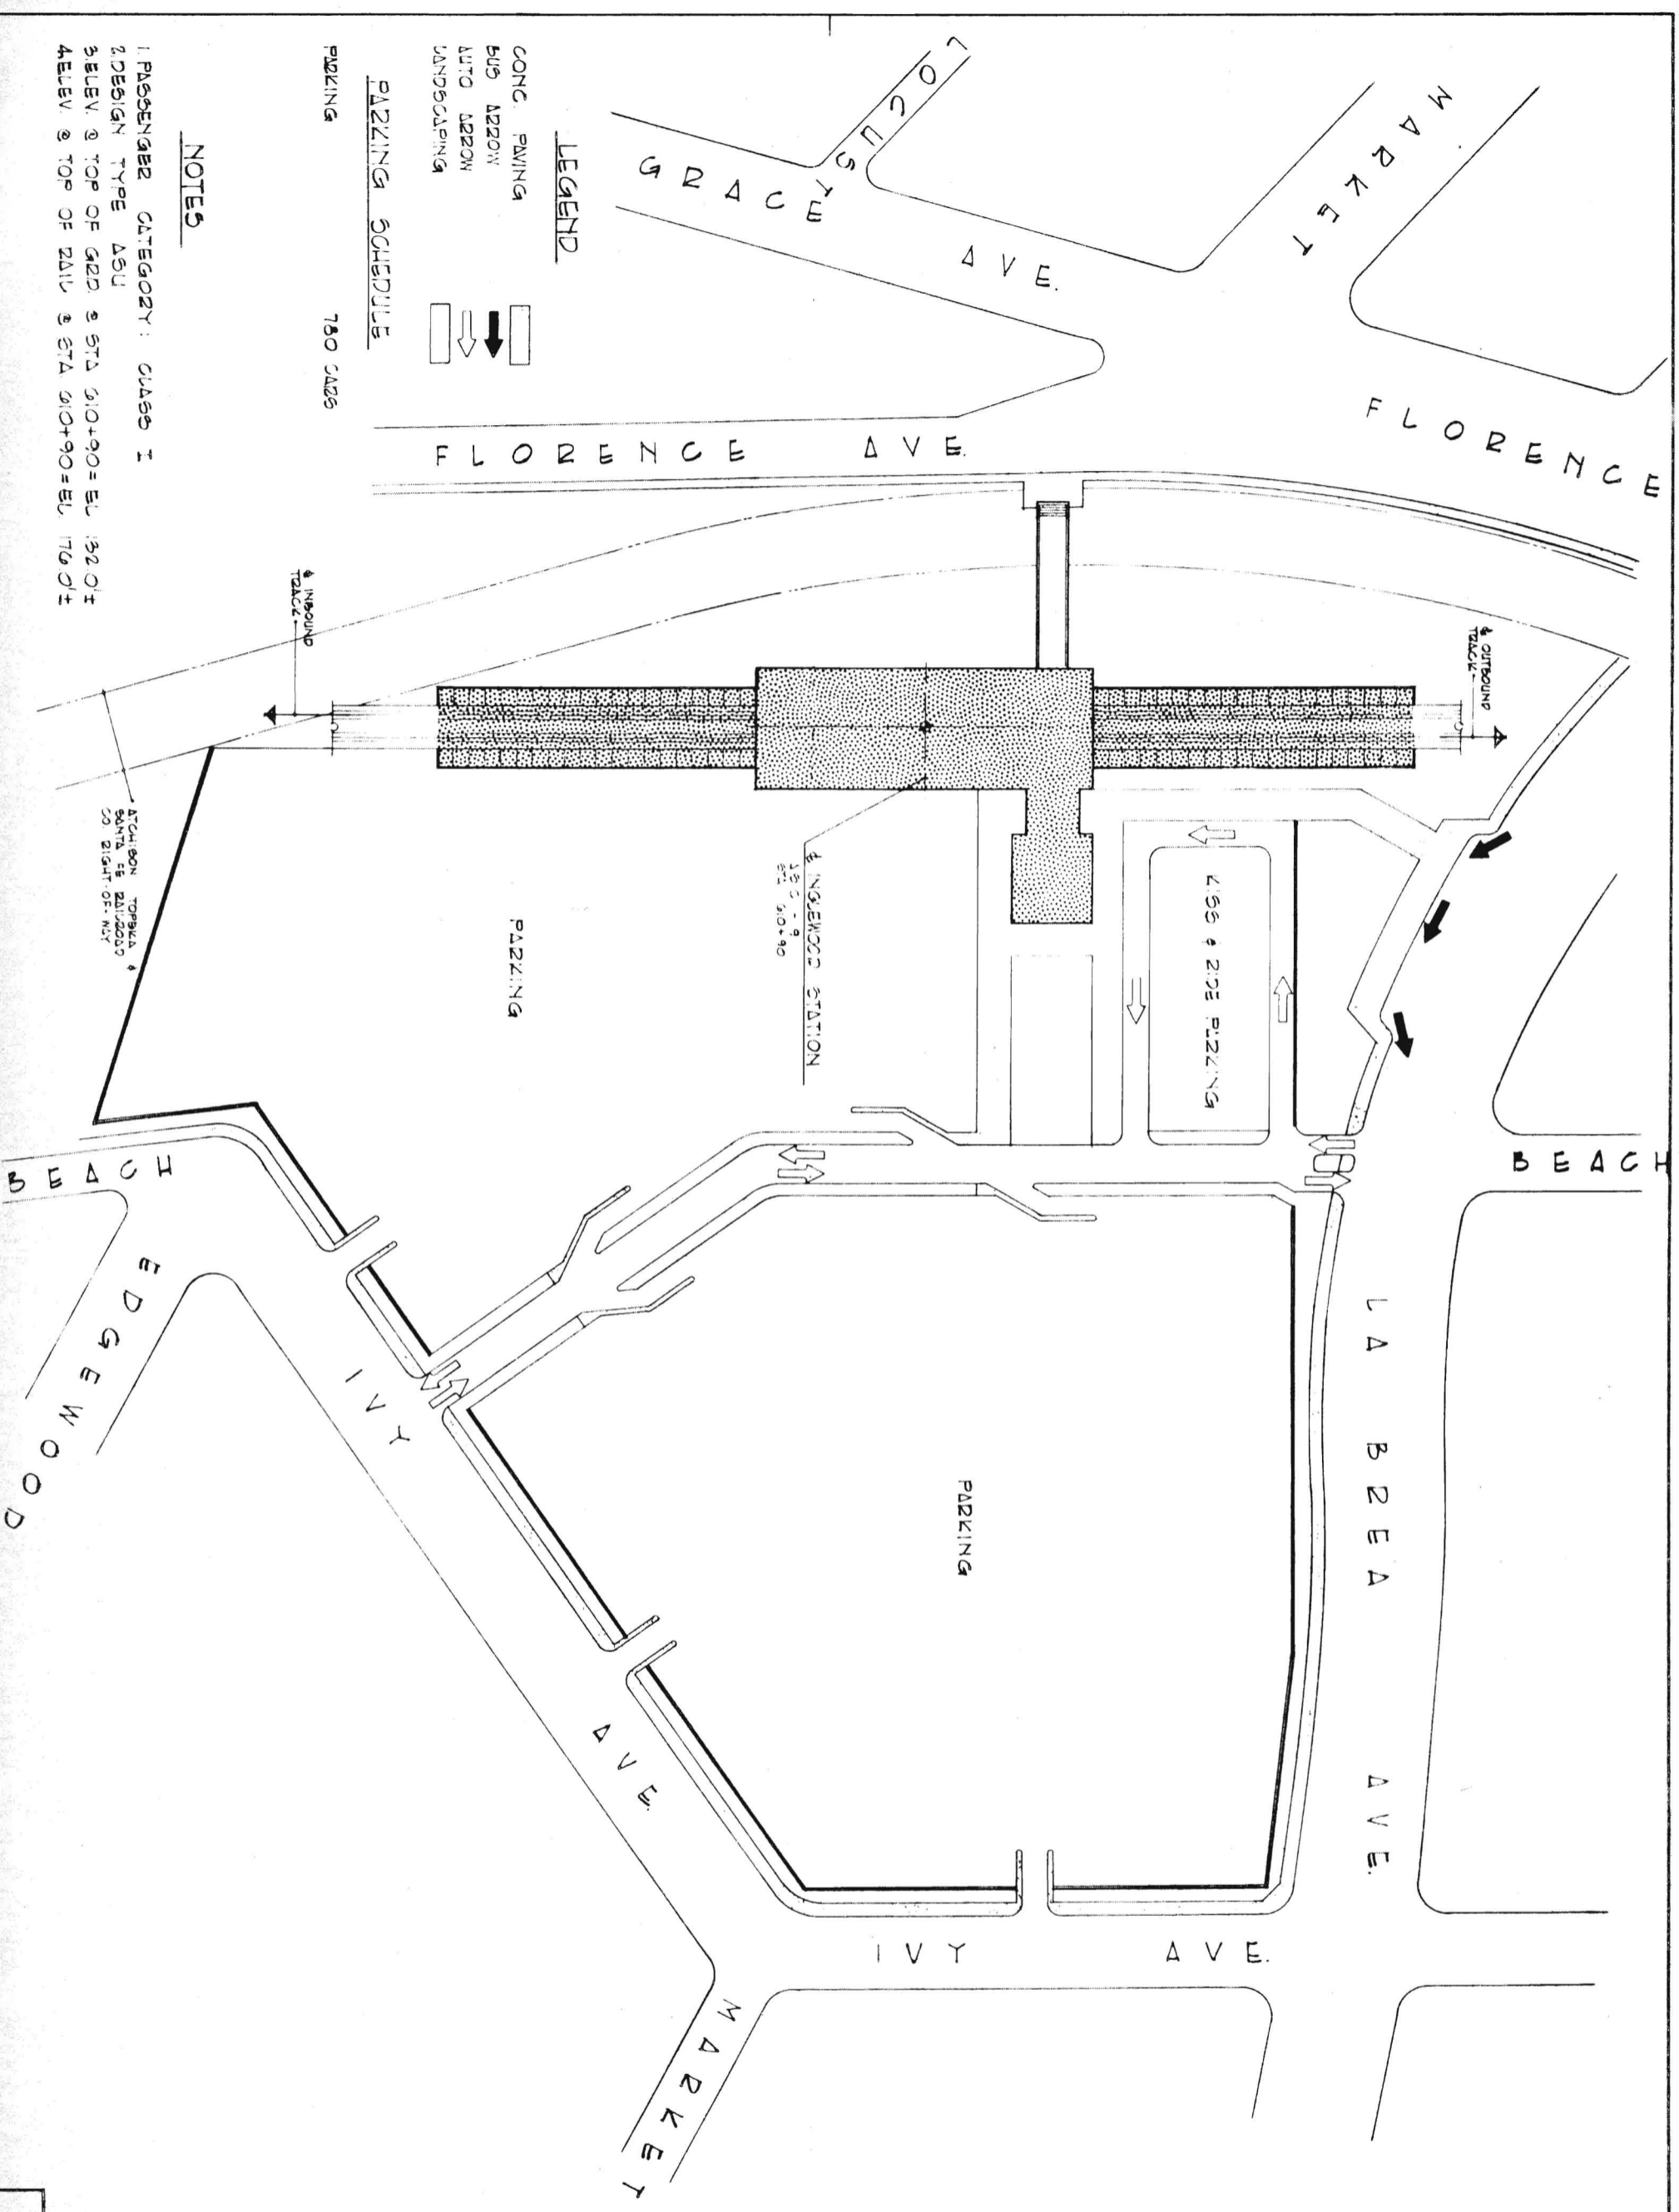 LOCUST
GRACE AVE.
MARKET
FLORENCE
FLORENCE AVE.
LEGEND
CONC. PAVING
BUS ARROW
AUTO ARROW
LANDSCAPING
PARKING SCHEDULE
PARKING 780 CARS
NOTES
1. PASSENGER CATEGORY: CLASS I
2. DESIGN TYPE ASU
3. ELEV. @ TOP OF GRD. @ STA 610+90 = EL 132.0'±
4. ELEV. @ TOP OF RAIL @ STA 610+90 = EL 176.0'±
℄ INBOUND
TRACK
℄ OUTBOUND
TRACK
ATCHISON TOPEKA &
SANTA FE RAILROAD
CO. RIGHT-OF-WAY
℄ INGLEWOOD STATION
STA 610+90
KISS & RIDE PARKING
PARKING
PARKING
BEACH
BEACH
EDGEWOOD
IVY AVE.
LA BREA AVE.
IVY AVE.
MARKET